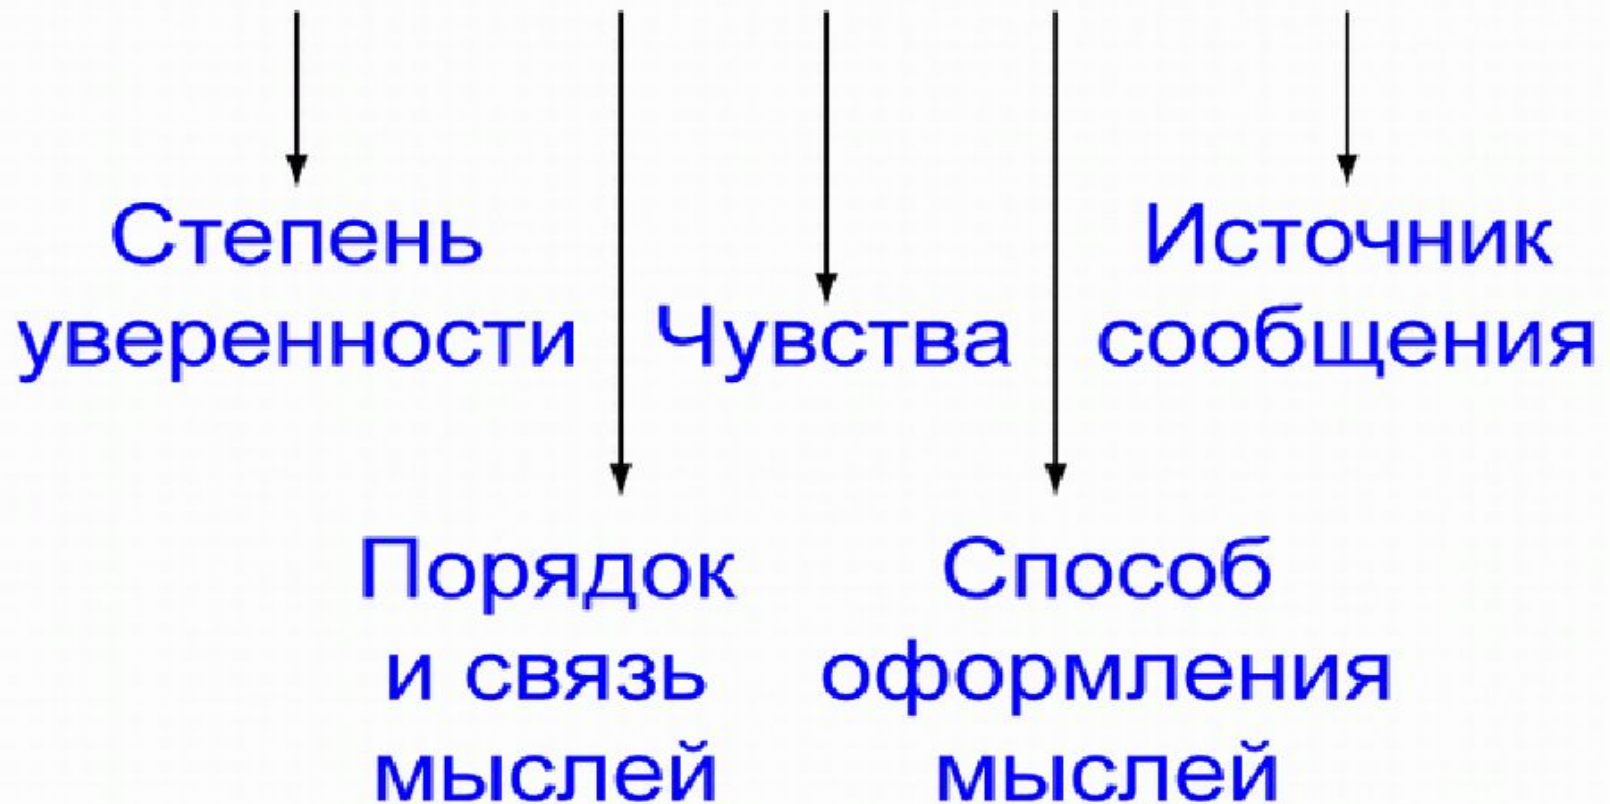 Степень
уверенности
Чувства
Источник
сообщения
Порядок
и связь
мыслей
Способ
оформления
мыслей